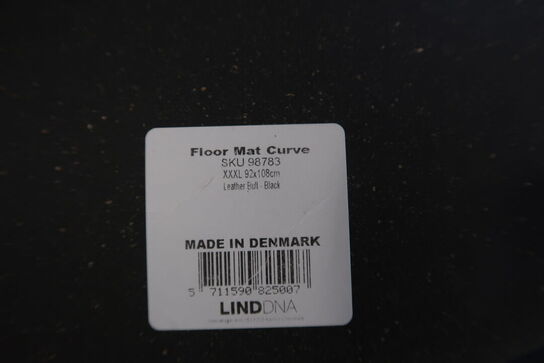 Floor Mat Curve
SKU 98783
XXXL 92x108cm
Leather Bull - Black
MADE IN DENMARK
5 711590 825007
LINDDNA